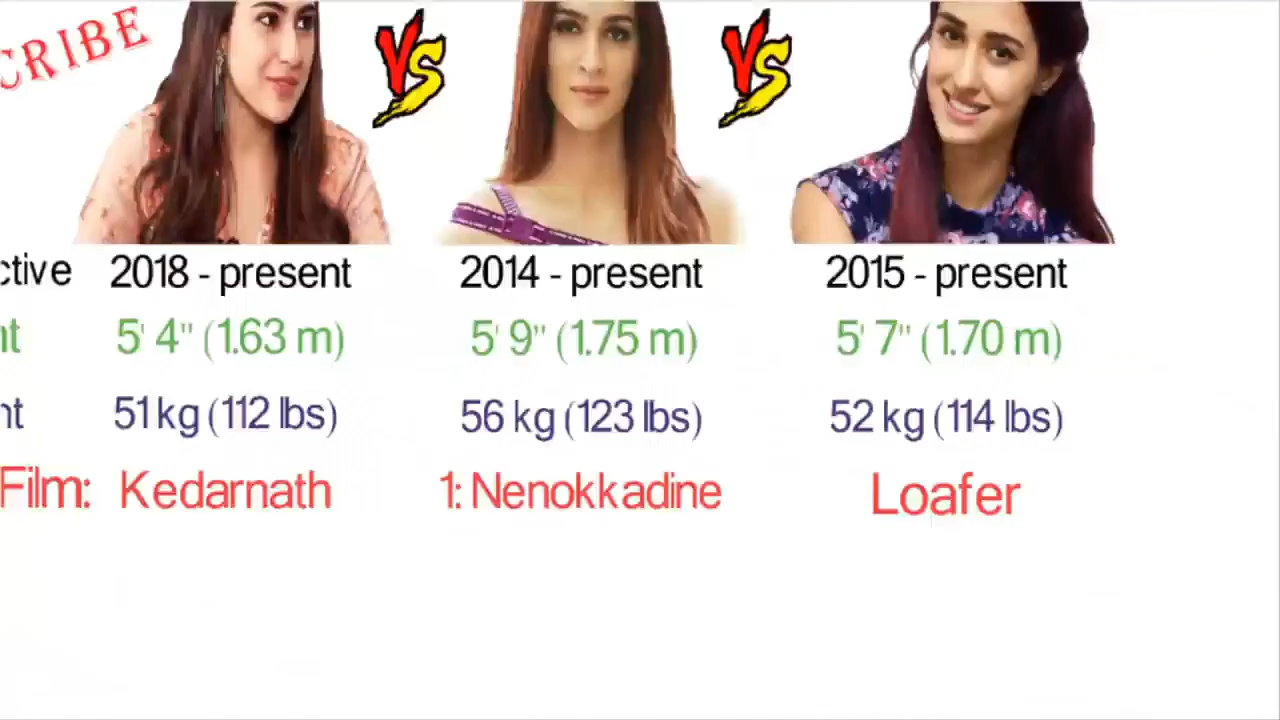 CRIBE
VS VS
ctive 2018 - present 2014 - present 2015 - present
nt 5' 4" (1.63 m) 5' 9" (1.75 m) 5' 7" (1.70 m)
nt 51 kg (112 lbs) 56 kg (123 lbs) 52 kg (114 lbs)
Film: Kedarnath 1: Nenokkadine Loafer